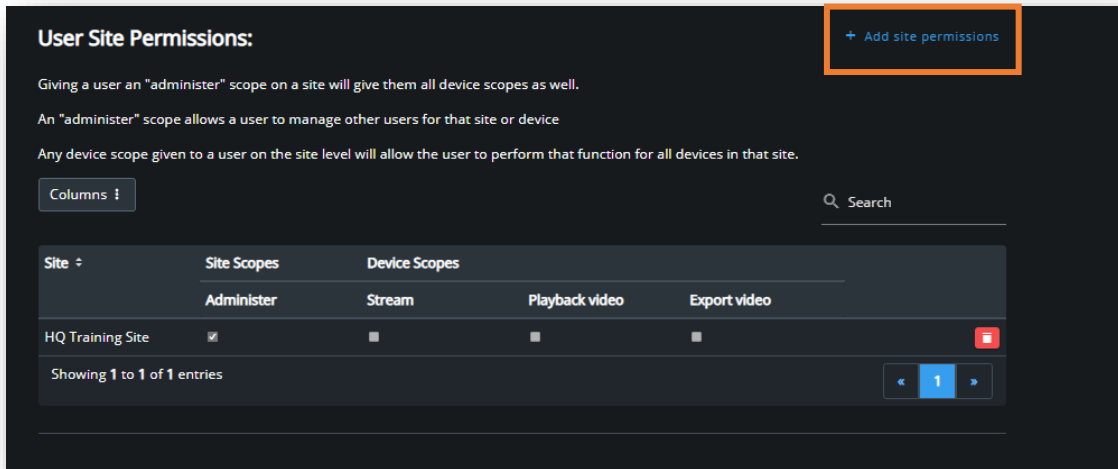 User Site Permissions:
+ Add site permissions
Giving a user an "administer" scope on a site will give them all device scopes as well.
An "administer" scope allows a user to manage other users for that site or device
Any device scope given to a user on the site level will allow the user to perform that function for all devices in that site.
Columns
Search
Site Site Scopes Device Scopes
Administer Stream Playback video Export video
HQ Training Site
Showing 1 to 1 of 1 entries
« 1 »